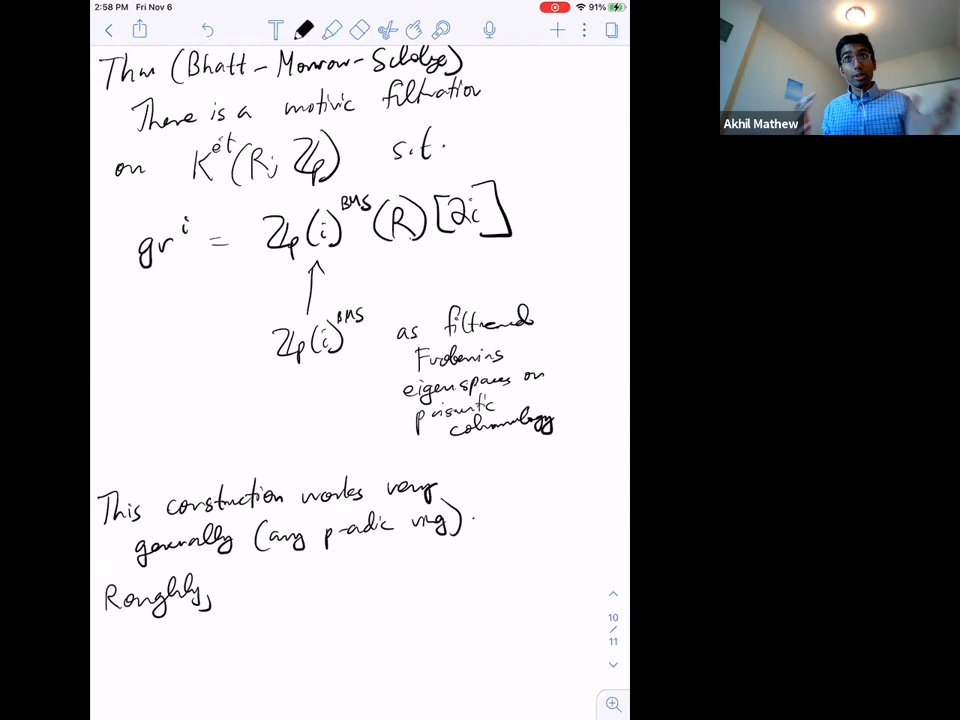 2:58 PM Fri Nov 6
91%
Thm (Bhatt-Morrow-Scholze)
There is a motivic filtration
on K^ét(R; ℤ_p) s.t.
gr^i = ℤ_p(i)^BMS(R)[2i]
↑
ℤ_p(i)^BMS as filtered
Frobenius
eigenspaces on
prismatic
cohomology
This construction works very
generally (any p-adic ring).
Roughly,
10
/
11
Akhil Mathew